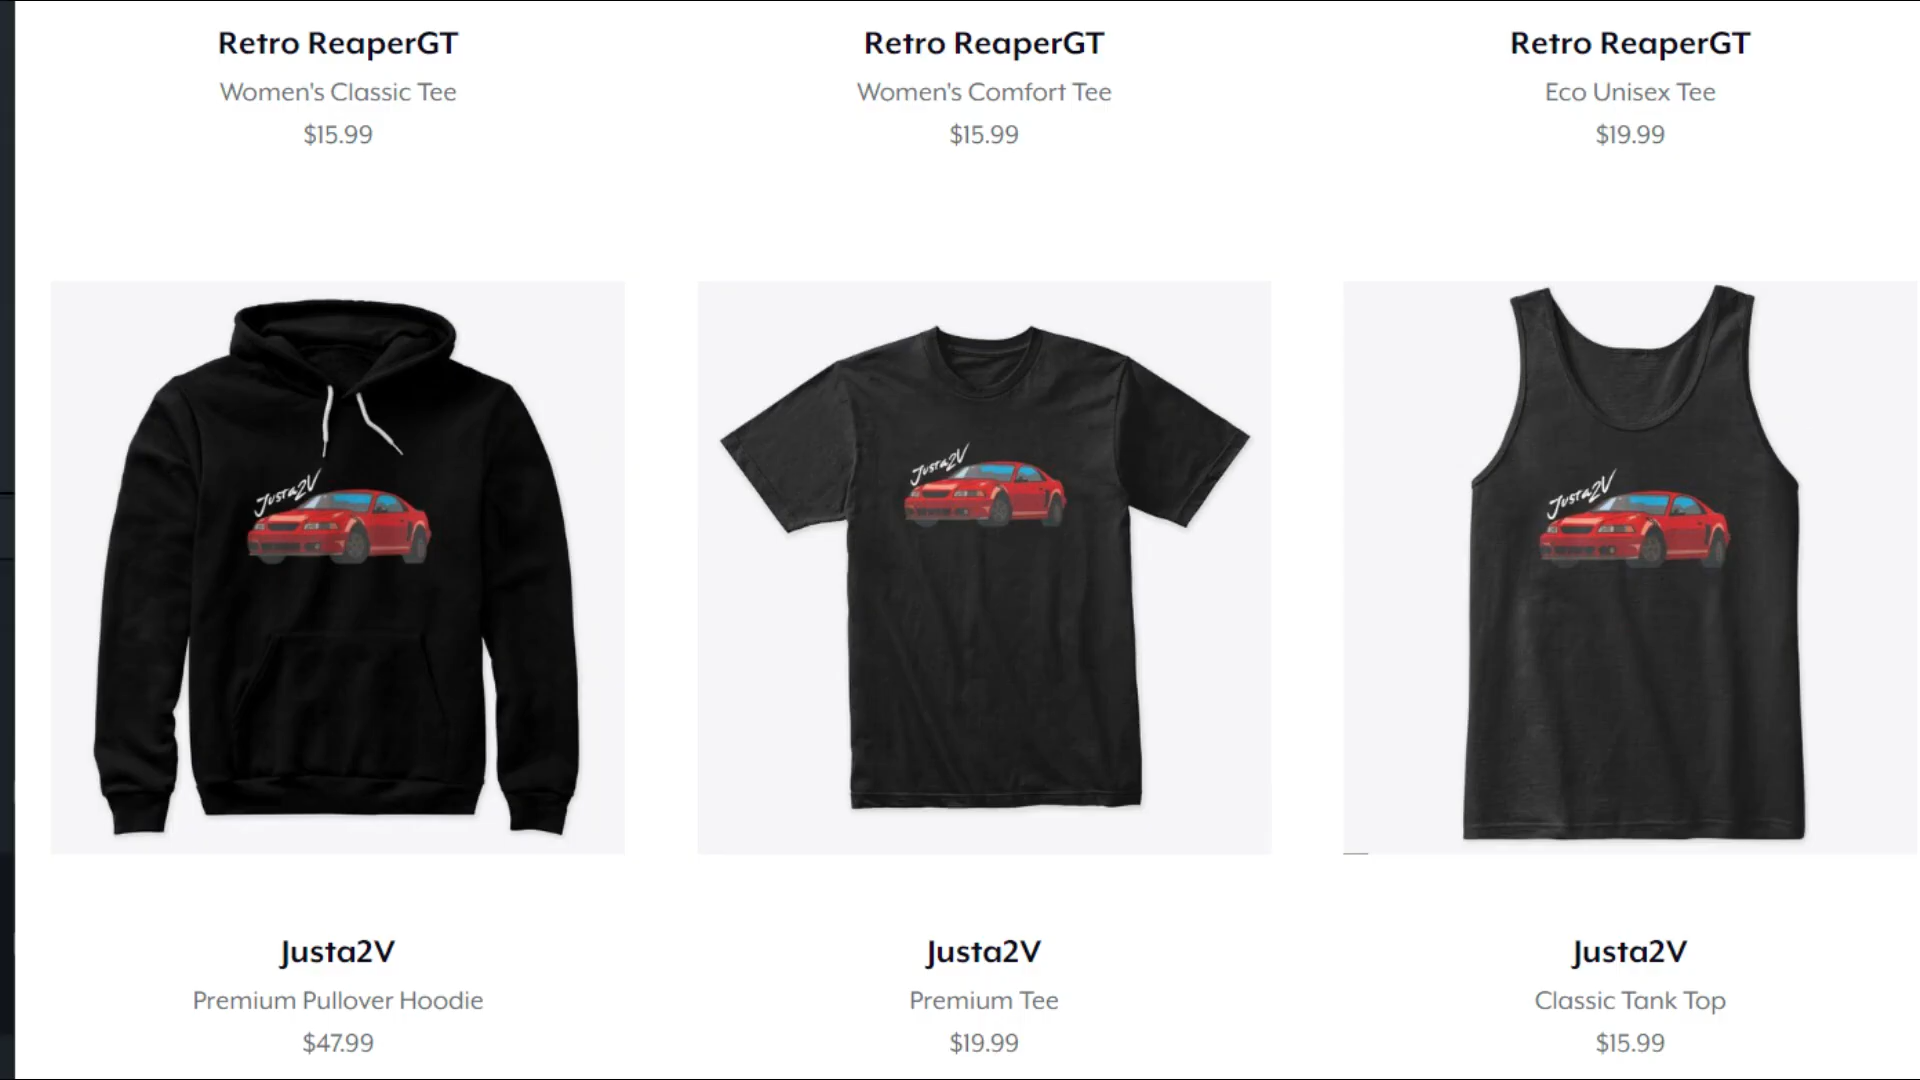 Retro ReaperGT
Women's Classic Tee
$15.99
Retro ReaperGT
Women's Comfort Tee
$15.99
Retro ReaperGT
Eco Unisex Tee
$19.99
Justa2V
Justa2V
Justa2V
Justa2V
Premium Pullover Hoodie
$47.99
Justa2V
Premium Tee
$19.99
Justa2V
Classic Tank Top
$15.99